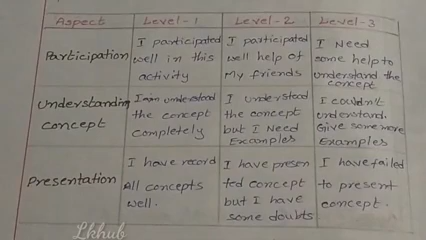 Aspect Level-1 Level-2 Level-3
Participation I participated I participated I Need
well in this well help of some help to
activity My friends understand the
concept
Understanding I understood I understood I couldn't
concept the concept the concept understand.
completely but I Need Give some more
Examples Examples
Presentation I have record I have presen I have failed
All concepts ted concept to present
well. but I have concept.
some doubts
Lkhub